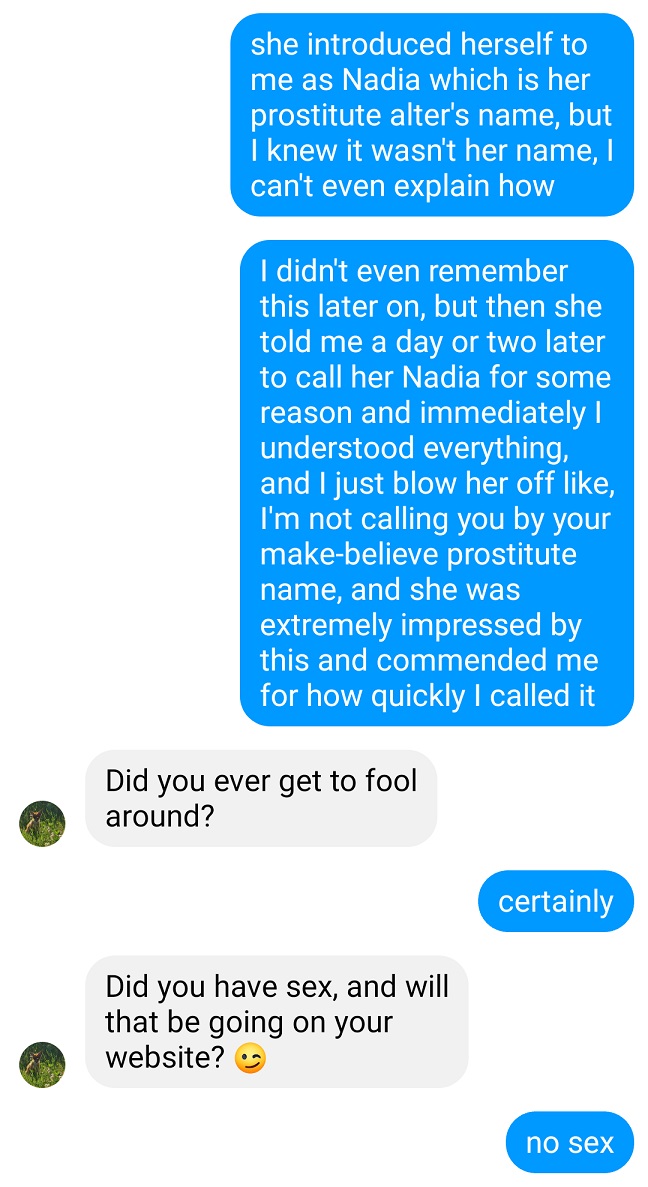 she introduced herself to
me as Nadia which is her
prostitute alter's name, but
I knew it wasn't her name, I
can't even explain how
I didn't even remember
this later on, but then she
told me a day or two later
to call her Nadia for some
reason and immediately I
understood everything,
and I just blow her off like,
I'm not calling you by your
make-believe prostitute
name, and she was
extremely impressed by
this and commended me
for how quickly I called it
Did you ever get to fool
around?
certainly
Did you have sex, and will
that be going on your
website? 😉
no sex